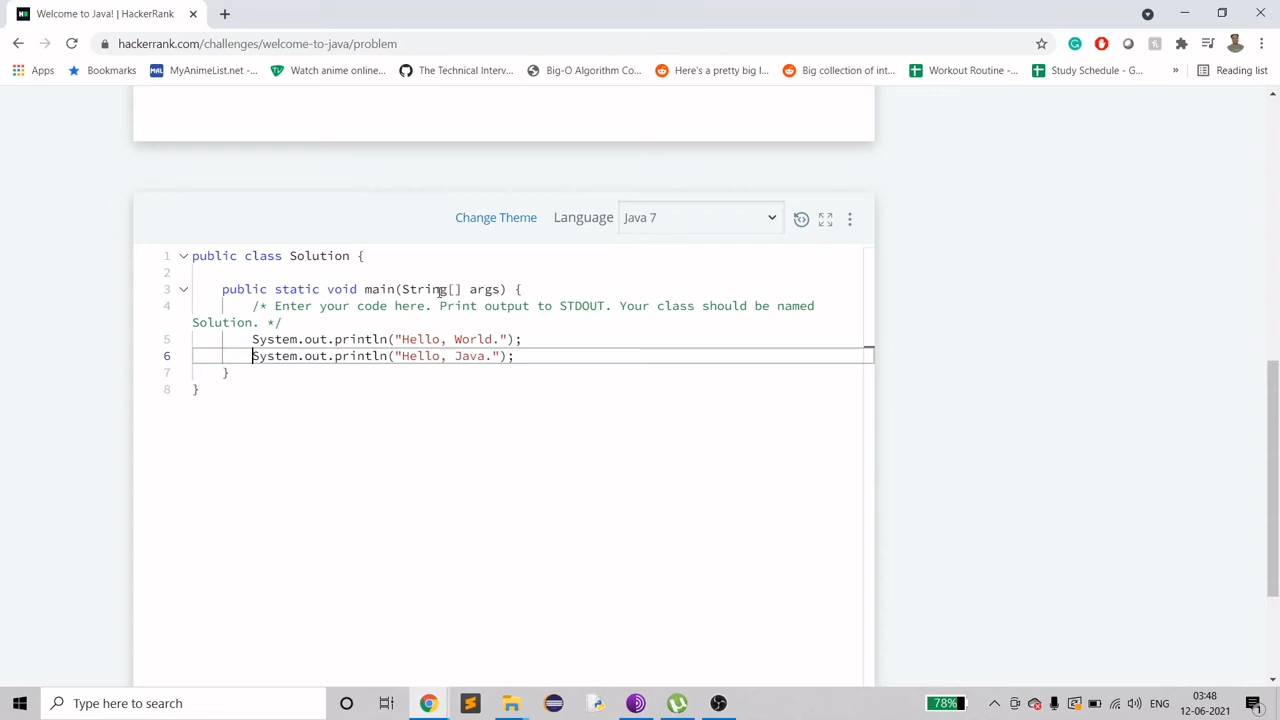 Welcome to Java! | HackerRank
hackerrank.com/challenges/welcome-to-java/problem
Apps Bookmarks MyAnimeList.net -... Watch anime online... The Technical Interv... Big-O Algorithm Co... Here's a pretty big l... Big collection of int... Workout Routine -... Study Schedule - G... » Reading list
Change Theme Language Java 7
1 public class Solution {
2
3 public static void main(String[] args) {
4 /* Enter your code here. Print output to STDOUT. Your class should be named
Solution. */
5 System.out.println("Hello, World.");
6 System.out.println("Hello, Java.");
7 }
8 }
Type here to search
78%
ENG
03:48
12-06-2021